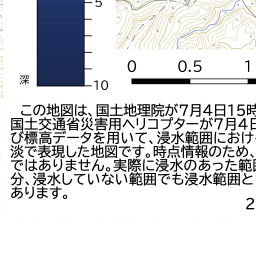 5
深
10
0 0.5 1
この地図は、国土地理院が7月4日15時
国土交通省災害用ヘリコプターが7月4日
び標高データを用いて、浸水範囲におけ
淡で表現した地図です。時点情報のため、
ではありません。実際に浸水のあった範囲
分、浸水していない範囲でも浸水範囲と
あります。
2